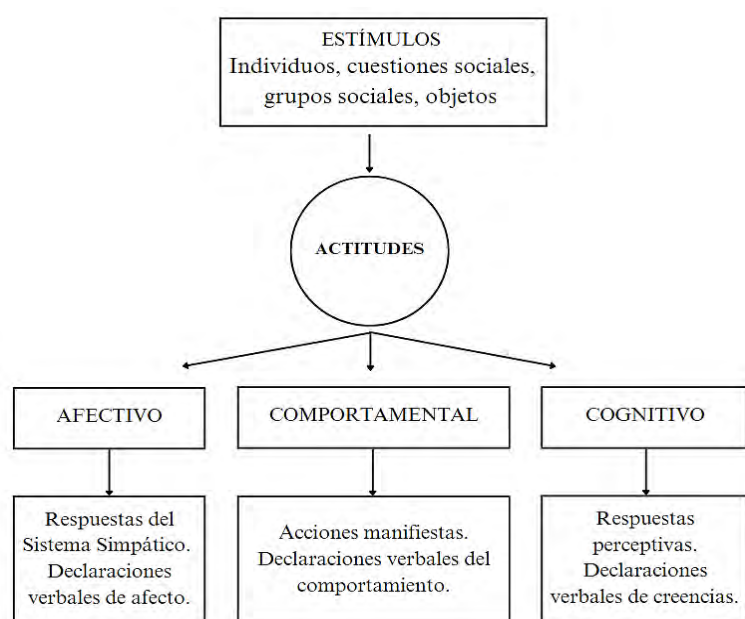 ESTÍMULOS
Individuos, cuestiones sociales,
grupos sociales, objetos
ACTITUDES
AFECTIVO
COMPORTAMENTAL
COGNITIVO
Respuestas del
Sistema Simpático.
Declaraciones
verbales de afecto.
Acciones manifiestas.
Declaraciones verbales del
comportamiento.
Respuestas
perceptivas.
Declaraciones
verbales de creencias.